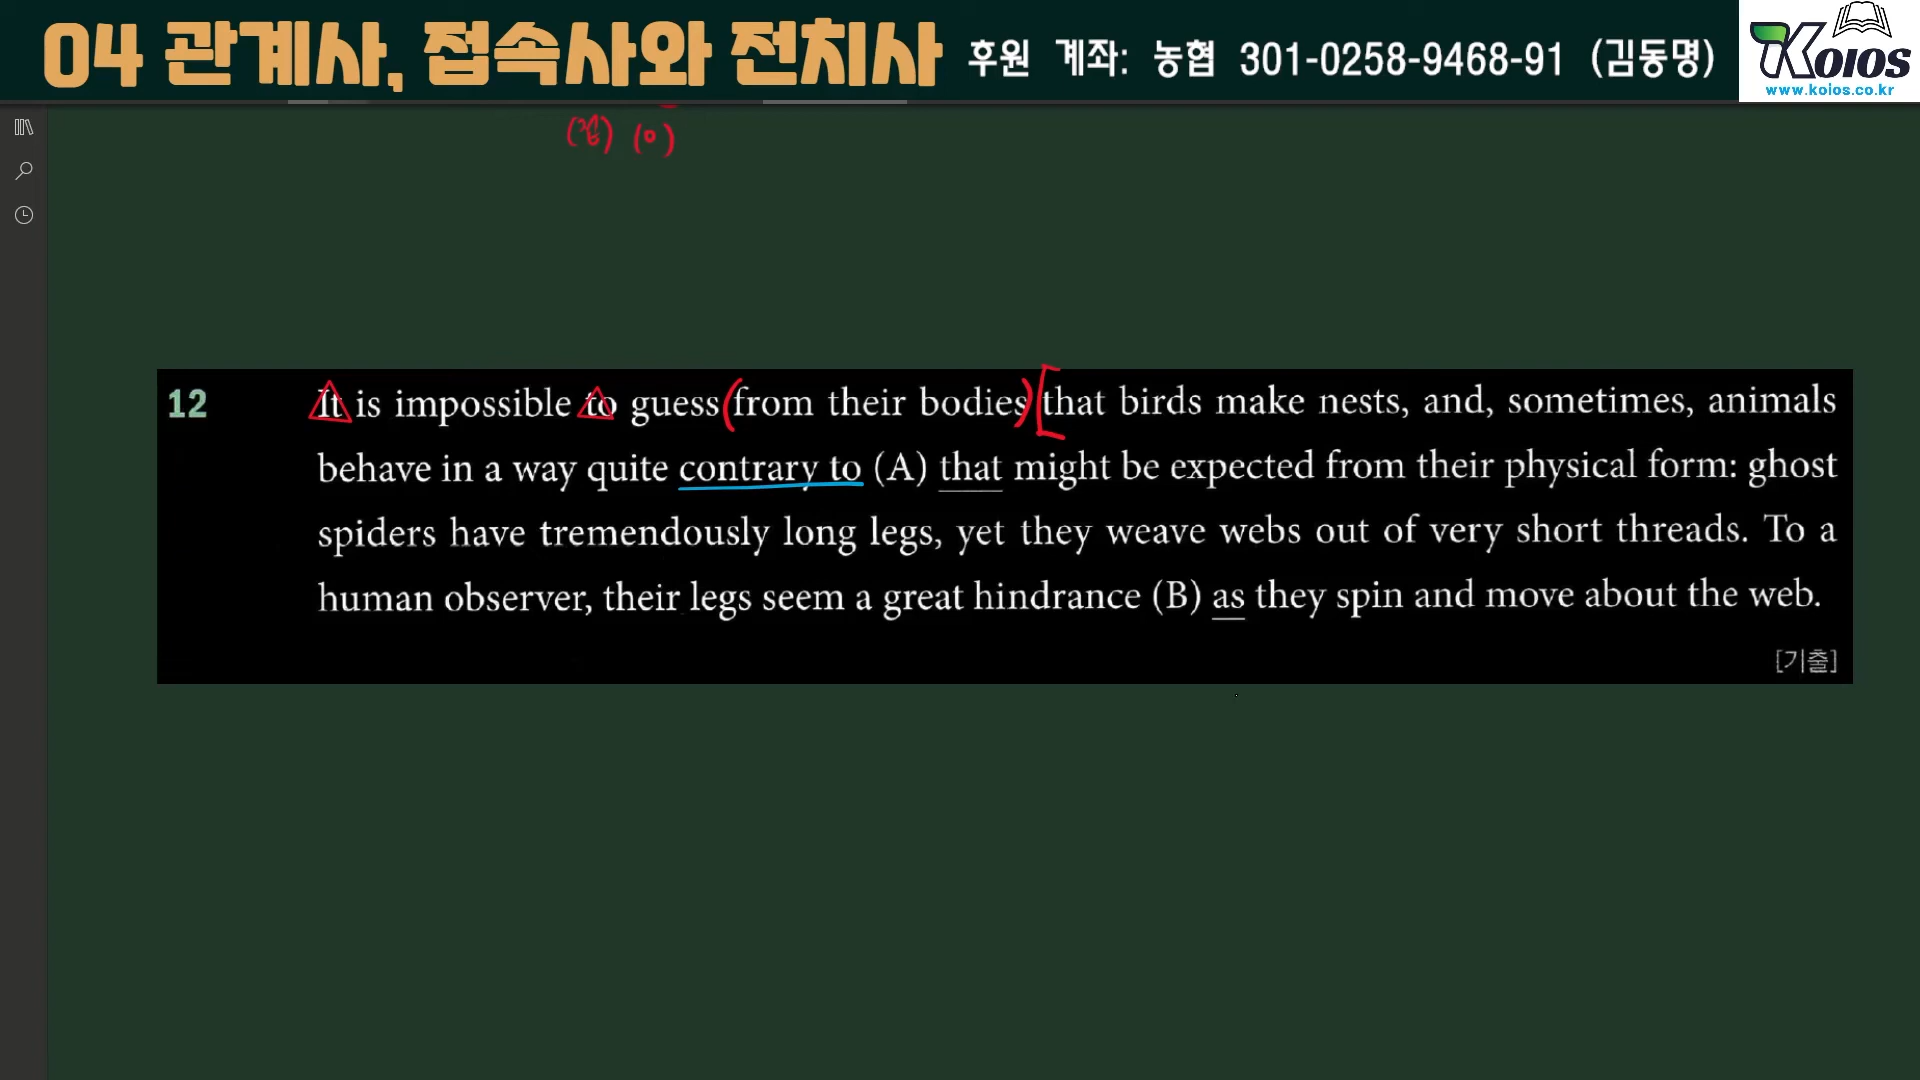 04 관계사, 접속사와 전치사 후원 계좌: 농협 301-0258-9468-91 (김동명)
KOIOS
www.koios.co.kr
(접) (o)
12 It is impossible to guess (from their bodies) [that birds make nests, and, sometimes, animals
behave in a way quite contrary to (A) that might be expected from their physical form: ghost
spiders have tremendously long legs, yet they weave webs out of very short threads. To a
human observer, their legs seem a great hindrance (B) as they spin and move about the web.
[기출]